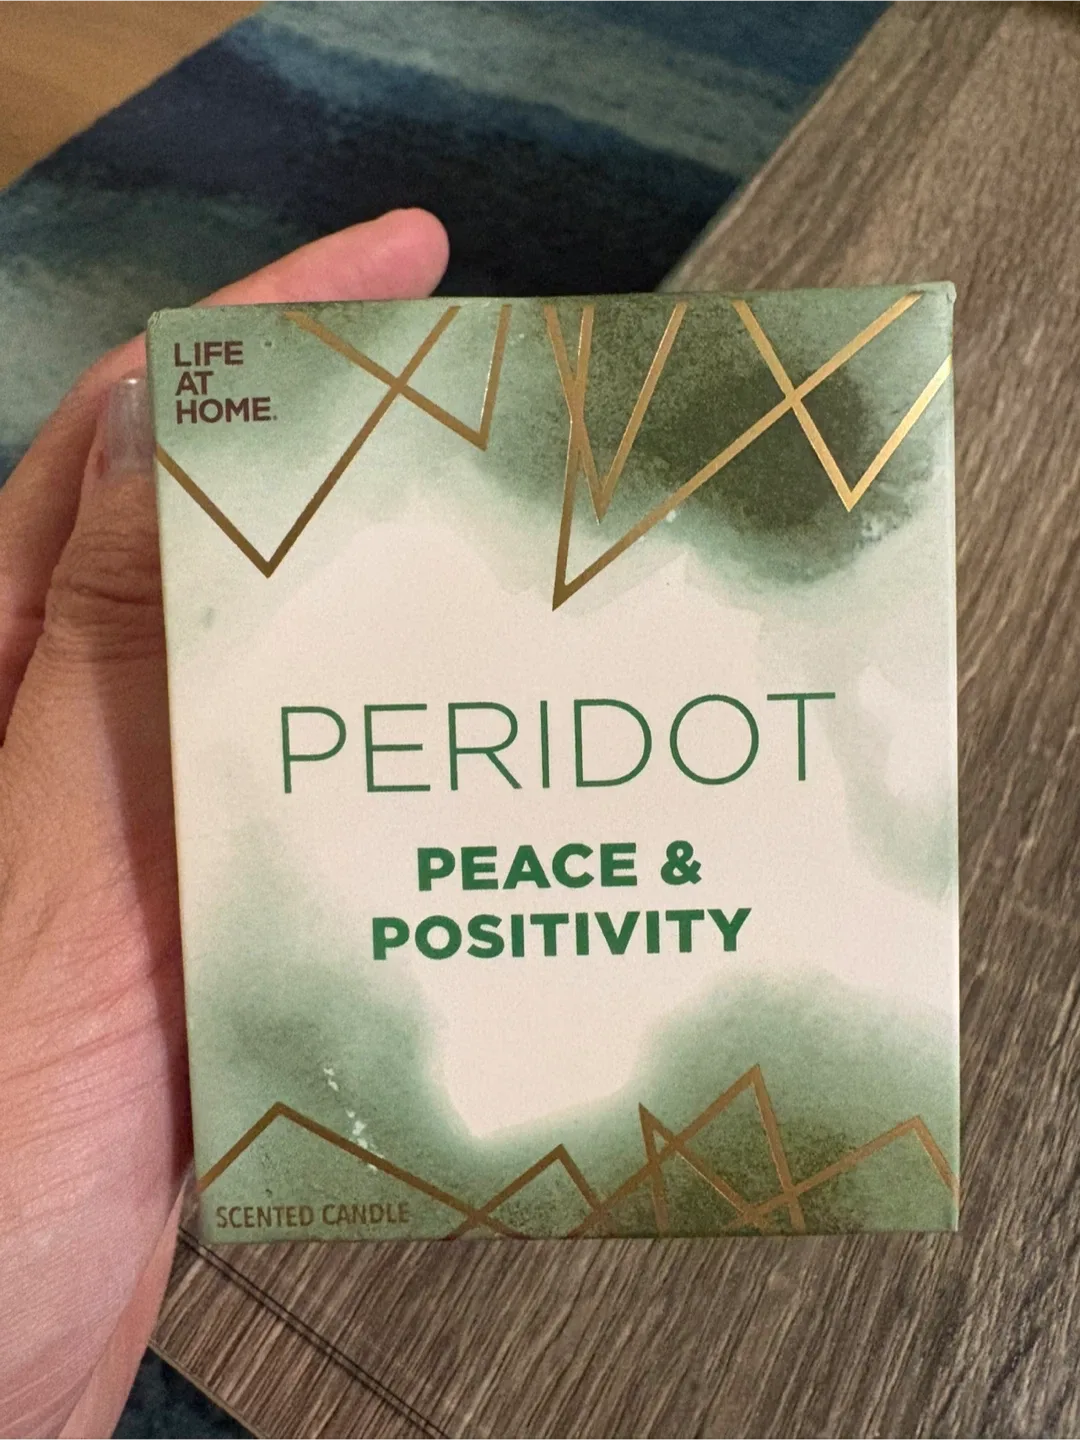 LIFE
AT
HOME.
PERIDOT
PEACE &
POSITIVITY
SCENTED CANDLE